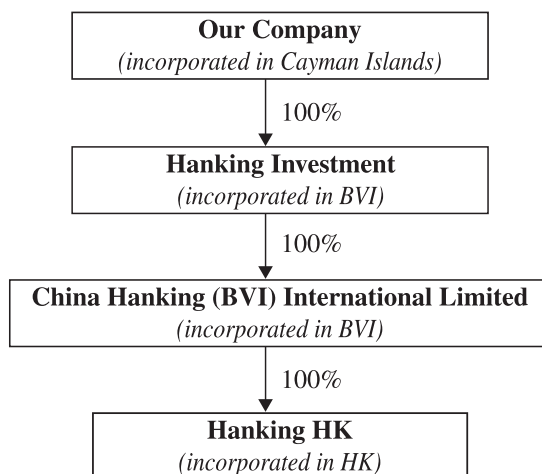 Our Company
(incorporated in Cayman Islands)
100%
Hanking Investment
(incorporated in BVI)
100%
China Hanking (BVI) International Limited
(incorporated in BVI)
100%
Hanking HK
(incorporated in HK)